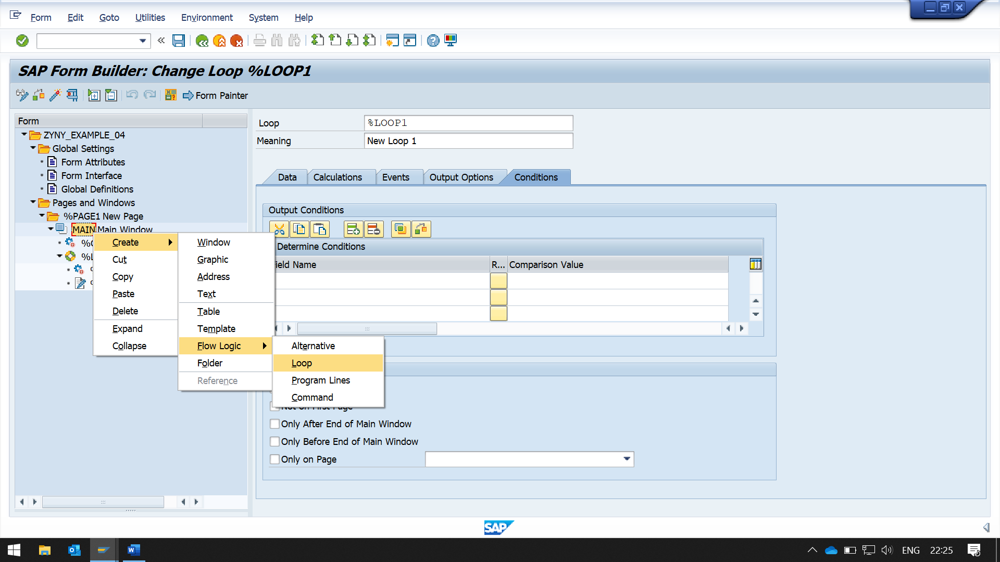 Form Edit Goto Utilities Environment System Help
SAP Form Builder: Change Loop %LOOP1
Form Painter
Form
ZYNY_EXAMPLE_04
Global Settings
Form Attributes
Form Interface
Global Definitions
Pages and Windows
%PAGE1 New Page
MAIN Main Window
Create
Cut
Copy
Paste
Delete
Expand
Collapse
Window
Graphic
Address
Text
Table
Template
Flow Logic
Folder
Reference
Alternative
Loop
Program Lines
Command
Loop %LOOP1
Meaning New Loop 1
Data Calculations Events Output Options Conditions
Output Conditions
Determine Conditions
ield Name R... Comparison Value
Not on First Page
Only After End of Main Window
Only Before End of Main Window
Only on Page
SAP
ENG 22:25